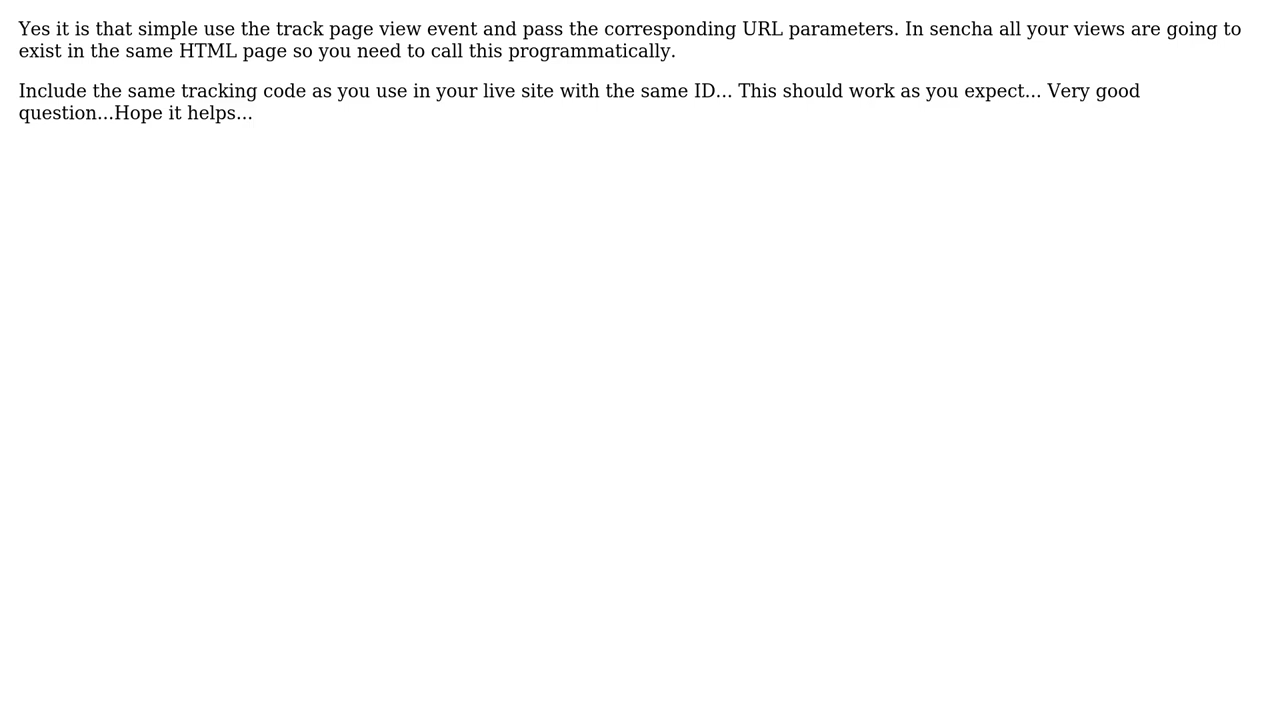 Yes it is that simple use the track page view event and pass the corresponding URL parameters. In sencha all your views are going to
exist in the same HTML page so you need to call this programmatically.
Include the same tracking code as you use in your live site with the same ID... This should work as you expect... Very good
question...Hope it helps...